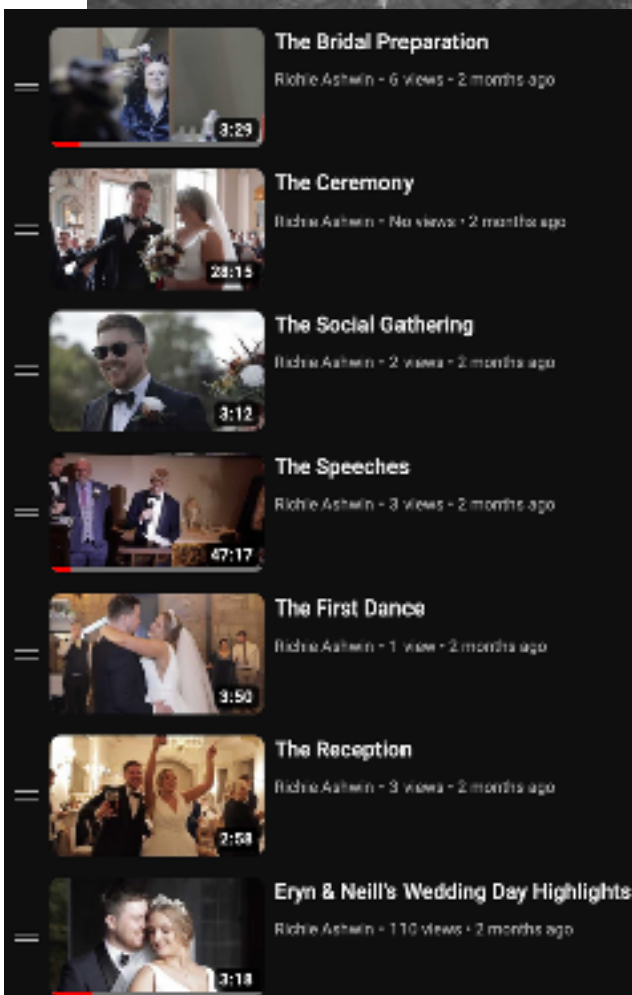 The Bridal Preparation
Richie Ashwin • 6 views • 2 months ago
3:29
The Ceremony
Richie Ashwin • No views • 2 months ago
28:15
The Social Gathering
Richie Ashwin • 2 views • 2 months ago
3:12
The Speeches
Richie Ashwin • 3 views • 2 months ago
47:17
The First Dance
Richie Ashwin • 1 view • 2 months ago
3:50
The Reception
Richie Ashwin • 3 views • 2 months ago
2:58
Eryn & Neill's Wedding Day Highlights
Richie Ashwin • 110 views • 2 months ago
3:18